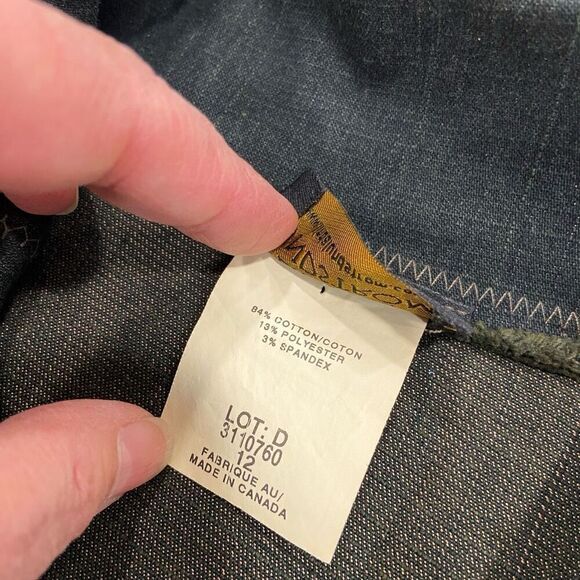 84% COTTON/COTON
13% POLYESTER
3% SPANDEX
LOT: D
3110760
12
FABRIQUE AU/
MADE IN CANADA